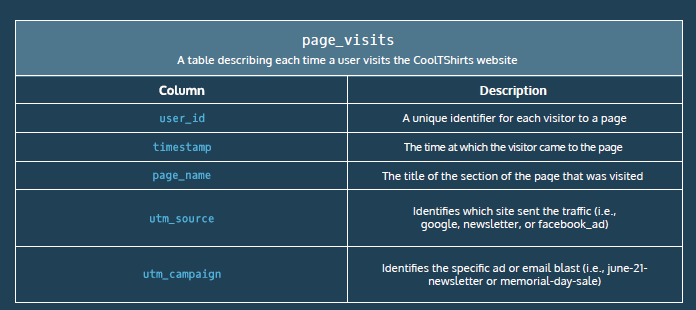 page_visits
A table describing each time a user visits the CoolTShirts website
Column Description
user_id A unique identifier for each visitor to a page
timestamp The time at which the visitor came to the page
page_name The title of the section of the page that was visited
utm_source Identifies which site sent the traffic (i.e.,
google, newsletter, or facebook_ad)
utm_campaign Identifies the specific ad or email blast (i.e., june-21-
newsletter or memorial-day-sale)